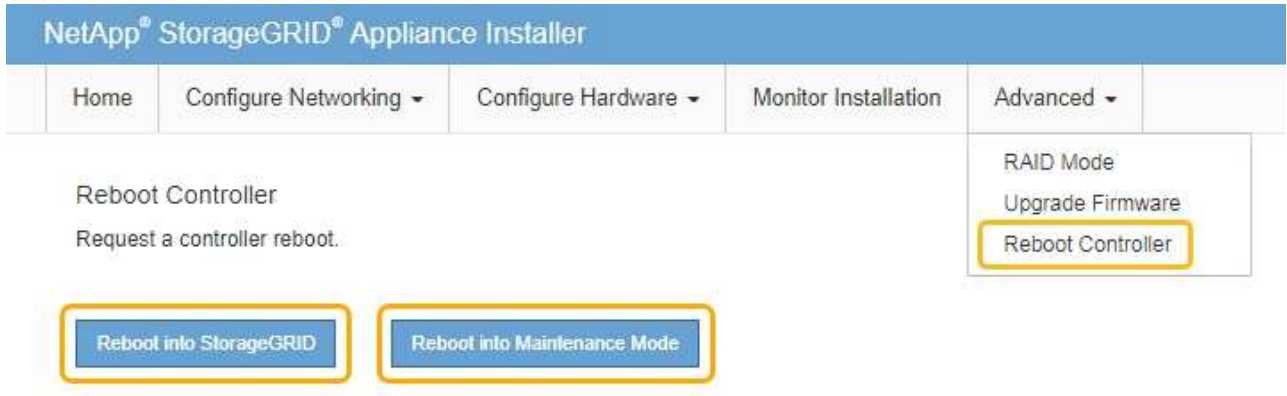 NetApp® StorageGRID® Appliance Installer
Home Configure Networking Configure Hardware Monitor Installation Advanced
RAID Mode
Upgrade Firmware
Reboot Controller
Reboot Controller
Request a controller reboot.
Reboot into StorageGRID Reboot into Maintenance Mode